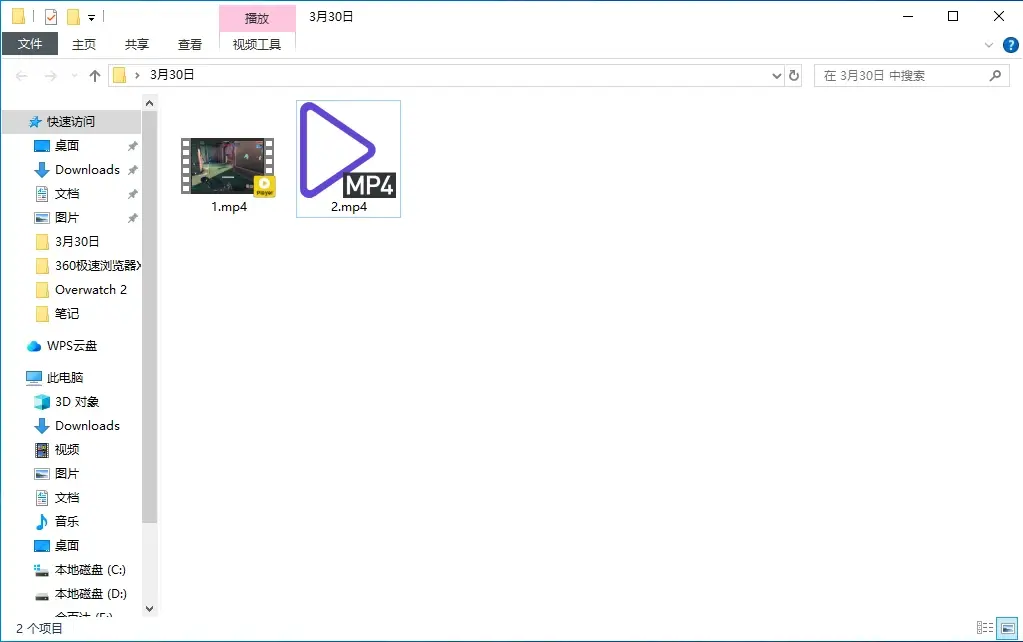 播放
3月30日
文件
主页
共享
查看
视频工具
3月30日
在 3月30日 中搜索
快速访问
桌面
Downloads
文档
图片
3月30日
360极速浏览器X
Overwatch 2
笔记
WPS云盘
此电脑
3D 对象
Downloads
视频
图片
文档
音乐
桌面
本地磁盘 (C:)
本地磁盘 (D:)
Player
1.mp4
MP4
2.mp4
2 个项目